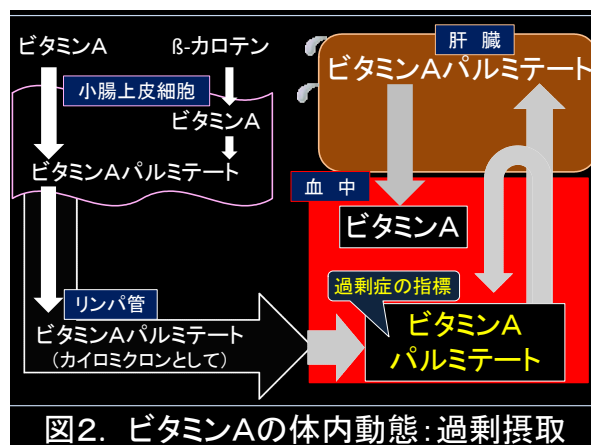 ビタミンA
ß-カロテン
小腸上皮細胞
ビタミンA
ビタミンAパルミテート
リンパ管
ビタミンAパルミテート
(カイロミクロンとして)
肝 臓
ビタミンAパルミテート
血 中
ビタミンA
過剰症の指標
ビタミンA
パルミテート
図2. ビタミンAの体内動態:過剰摂取